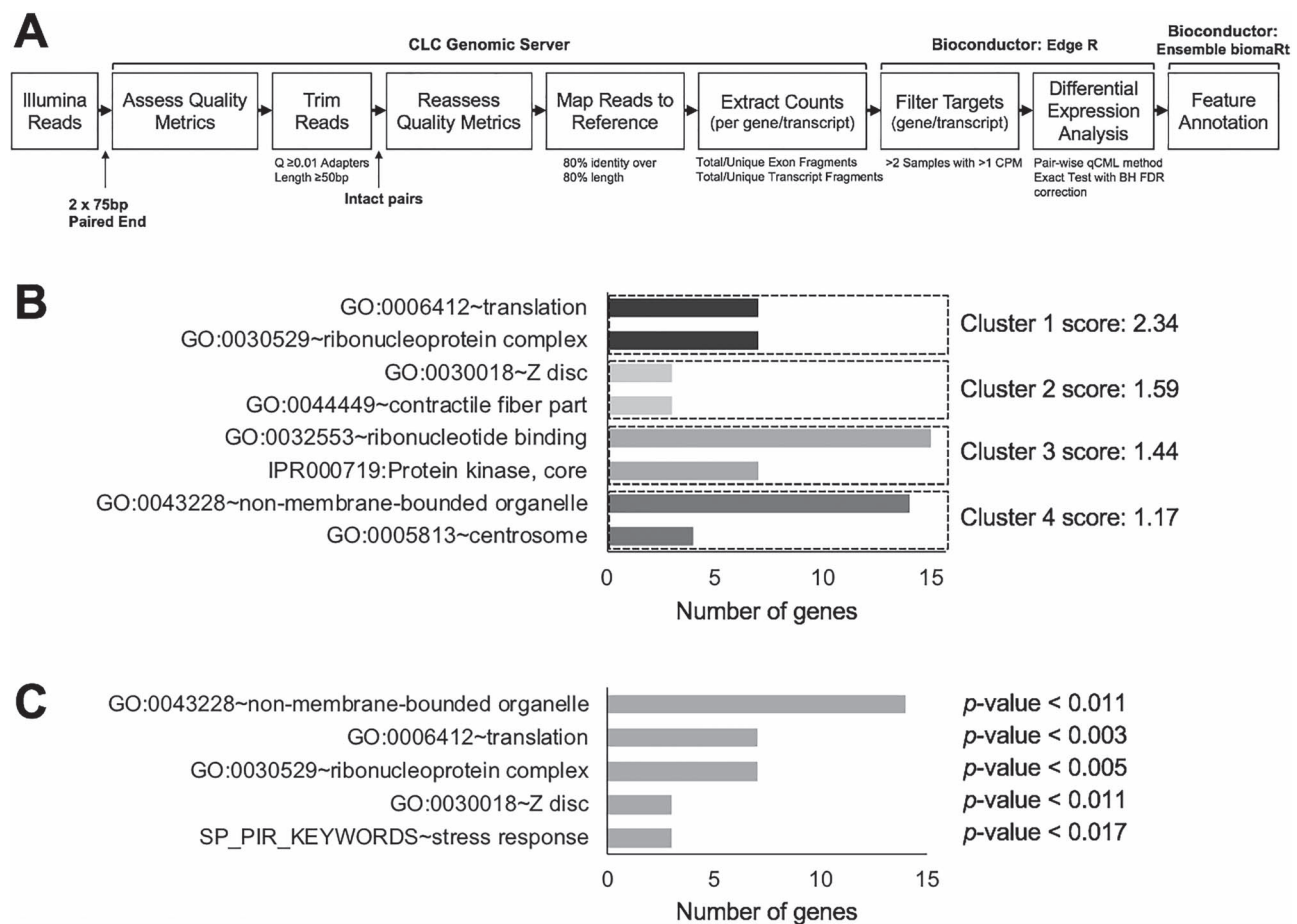 A
CLC Genomic Server
Bioconductor: Edge R
Bioconductor:
Ensemble biomaRt
Illumina
Reads
Assess Quality
Metrics
Trim
Reads
Reassess
Quality Metrics
Map Reads to
Reference
Extract Counts
(per gene/transcript)
Filter Targets
(gene/transcript)
Differential
Expression
Analysis
Feature
Annotation
2 x 75bp
Paired End
Q ≥0.01 Adapters
Length ≥50bp
Intact pairs
80% identity over
80% length
Total/Unique Exon Fragments
Total/Unique Transcript Fragments
>2 Samples with >1 CPM
Pair-wise qCML method
Exact Test with BH FDR
correction
B
GO:0006412~translation
GO:0030529~ribonucleoprotein complex
Cluster 1 score: 2.34
GO:0030018~Z disc
GO:0044449~contractile fiber part
Cluster 2 score: 1.59
GO:0032553~ribonucleotide binding
IPR000719:Protein kinase, core
Cluster 3 score: 1.44
GO:0043228~non-membrane-bounded organelle
GO:0005813~centrosome
Cluster 4 score: 1.17
0 5 10 15
Number of genes
C
GO:0043228~non-membrane-bounded organelle p-value < 0.011
GO:0006412~translation p-value < 0.003
GO:0030529~ribonucleoprotein complex p-value < 0.005
GO:0030018~Z disc p-value < 0.011
SP_PIR_KEYWORDS~stress response p-value < 0.017
0 5 10 15
Number of genes